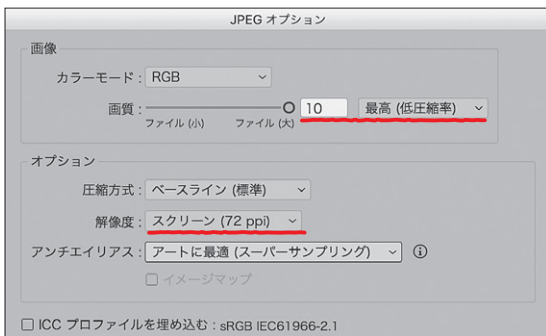 JPEG オプション
画像
カラーモード : RGB
画質 : 10 最高 (低圧縮率)
ファイル (小) ファイル (大)
オプション
圧縮方式 : ベースライン (標準)
解像度 : スクリーン (72 ppi)
アンチエイリアス : アートに最適 (スーパーサンプリング)
イメージマップ
ICC プロファイルを埋め込む : sRGB IEC61966-2.1